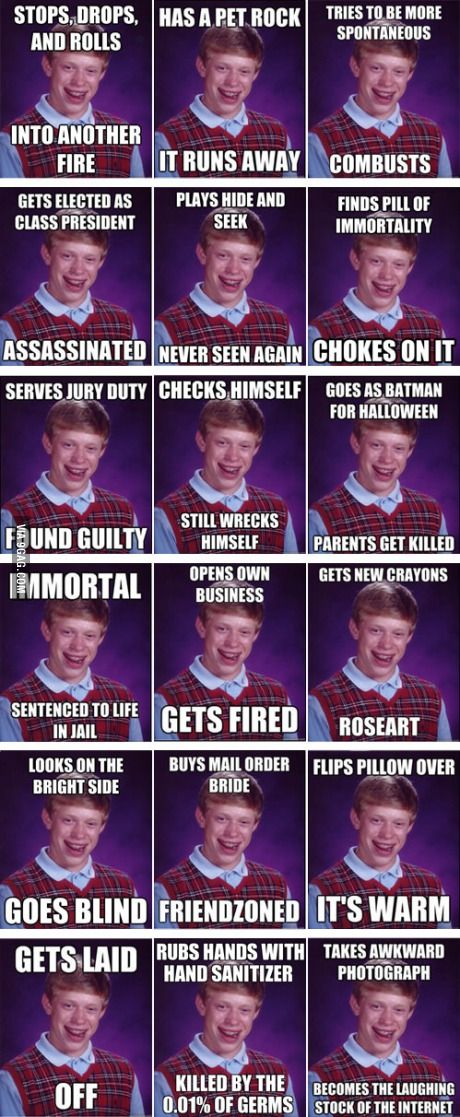 STOPS, DROPS,
AND ROLLS
INTO ANOTHER
FIRE
HAS A PET ROCK
IT RUNS AWAY
TRIES TO BE MORE
SPONTANEOUS
COMBUSTS
GETS ELECTED AS
CLASS PRESIDENT
ASSASSINATED
PLAYS HIDE AND
SEEK
NEVER SEEN AGAIN
FINDS PILL OF
IMMORTALITY
CHOKES ON IT
SERVES JURY DUTY
FOUND GUILTY
CHECKS HIMSELF
STILL WRECKS
HIMSELF
GOES AS BATMAN
FOR HALLOWEEN
PARENTS GET KILLED
VIA 9GAG.COM
IMMORTAL
SENTENCED TO LIFE
IN JAIL
OPENS OWN
BUSINESS
GETS FIRED
GETS NEW CRAYONS
ROSEART
LOOKS ON THE
BRIGHT SIDE
GOES BLIND
BUYS MAIL ORDER
BRIDE
FRIENDZONED
FLIPS PILLOW OVER
IT'S WARM
GETS LAID
OFF
RUBS HANDS WITH
HAND SANITIZER
KILLED BY THE
0.01% OF GERMS
TAKES AWKWARD
PHOTOGRAPH
BECOMES THE LAUGHING
STOCK OF THE INTERNET